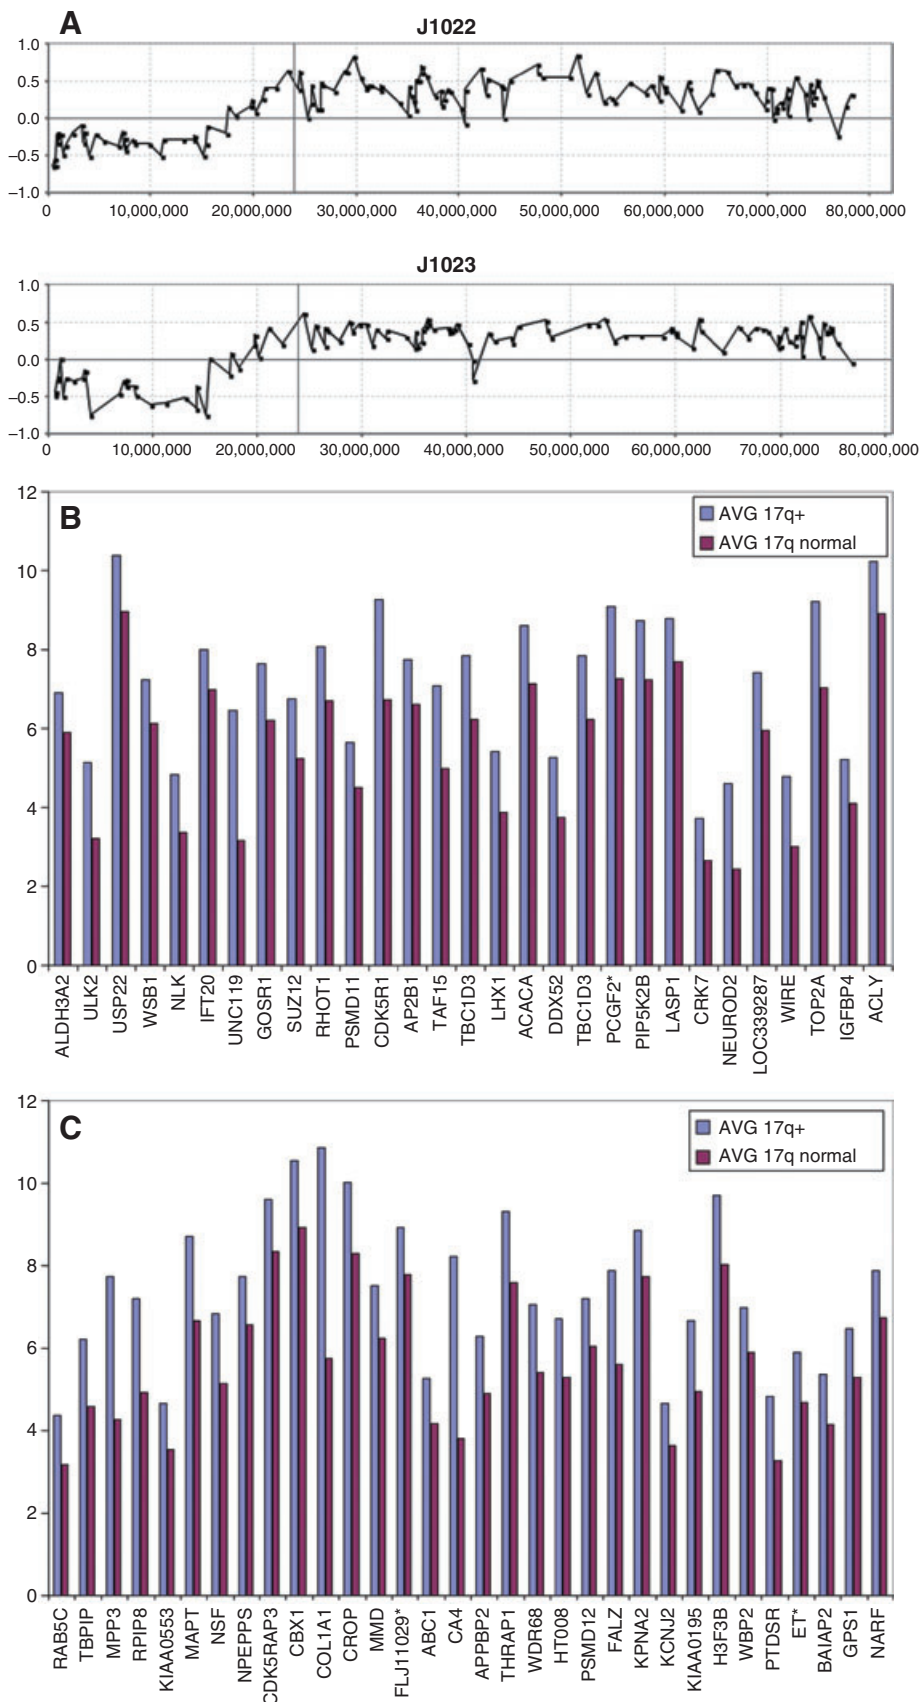 A
J1022
1.0
0.5
0.0
–0.5
–1.0
0 10,000,000 20,000,000 30,000,000 40,000,000 50,000,000 60,000,000 70,000,000 80,000,000
J1023
1.0
0.5
0.0
–0.5
–1.0
0 10,000,000 20,000,000 30,000,000 40,000,000 50,000,000 60,000,000 70,000,000 80,000,000
B
AVG 17q+
AVG 17q normal
12
10
8
6
4
2
0
ALDH3A2
ULK2
USP22
WSB1
NLK
IFT20
UNC119
GOSR1
SUZ12
RHOT1
PSMD11
CDK5R1
AP2B1
TAF15
TBC1D3
LHX1
ACACA
DDX52
TBC1D3
PCGF2*
PIP5K2B
LASP1
CRK7
NEUROD2
LOC339287
WIRE
TOP2A
IGFBP4
ACLY
C
AVG 17q+
AVG 17q normal
12
10
8
6
4
2
0
RAB5C
TBPIP
MPP3
RPIP8
KIAA0553
MAPT
NSF
NPEPPS
CDK5RAP3
CBX1
COL1A1
CROP
MMD
FLJ11029*
ABC1
CA4
APPBP2
THRAP1
WDR68
HT008
PSMD12
FALZ
KPNA2
KCNJ2
KIAA0195
H3F3B
WBP2
PTDSR
ET*
BAIAP2
GPS1
NARF